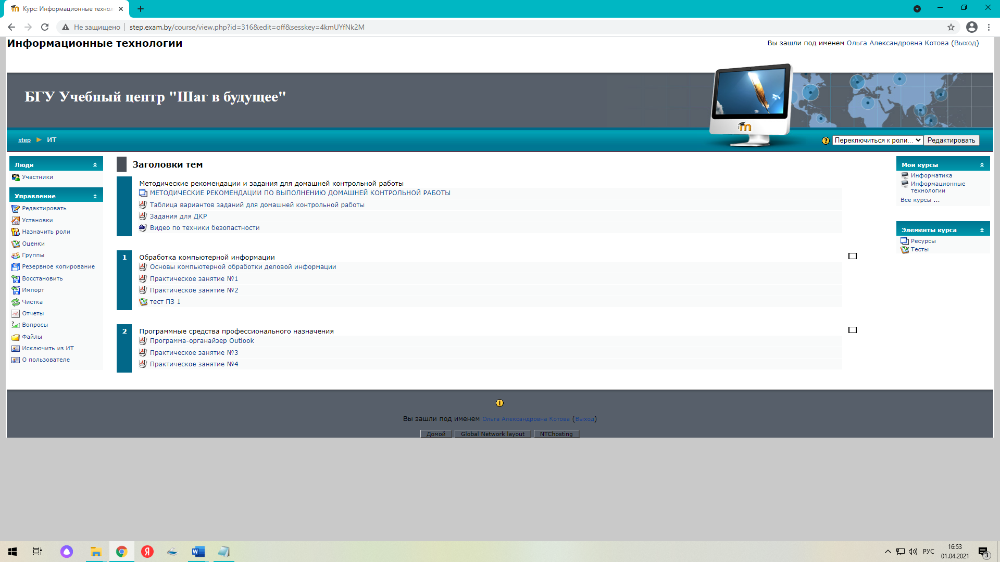 Курс: Информационные технол
Не защищено
step.exam.by/course/view.php?id=316&edit=off&sesskey=4kmUYfNk2M
Информационные технологии
Вы зашли под именем Ольга Александровна Котова (Выход)
БГУ Учебный центр "Шаг в будущее"
step ► ИТ
Переключиться к роли...
Редактировать
Люди
Участники
Управление
Редактировать
Установки
Назначить роли
Оценки
Группы
Резервное копирование
Восстановить
Импорт
Чистка
Отчеты
Вопросы
Файлы
Исключить из ИТ
О пользователе
Заголовки тем
Методические рекомендации и задания для домашней контрольной работы
МЕТОДИЧЕСКИЕ РЕКОМЕНДАЦИИ ПО ВЫПОЛНЕНИЮ ДОМАШНЕЙ КОНТРОЛЬНОЙ РАБОТЫ
Таблица вариантов заданий для домашней контрольной работы
Задания для ДКР
Видео по техники безопастности
1
Обработка компьютерной информации
Основы компьютерной обработки деловой информации
Практическое занятие №1
Практическое занятие №2
тест ПЗ 1
2
Программные средства профессионального назначения
Программа-органайзер Outlook
Практическое занятие №3
Практическое занятие №4
Мои курсы
Информатика
Информационные
технологии
Все курсы ...
Элементы курса
Ресурсы
Тесты
Вы зашли под именем Ольга Александровна Котова (Выход)
Домой
Global Network layout
NTChosting
РУС
16:53
01.04.2021
3